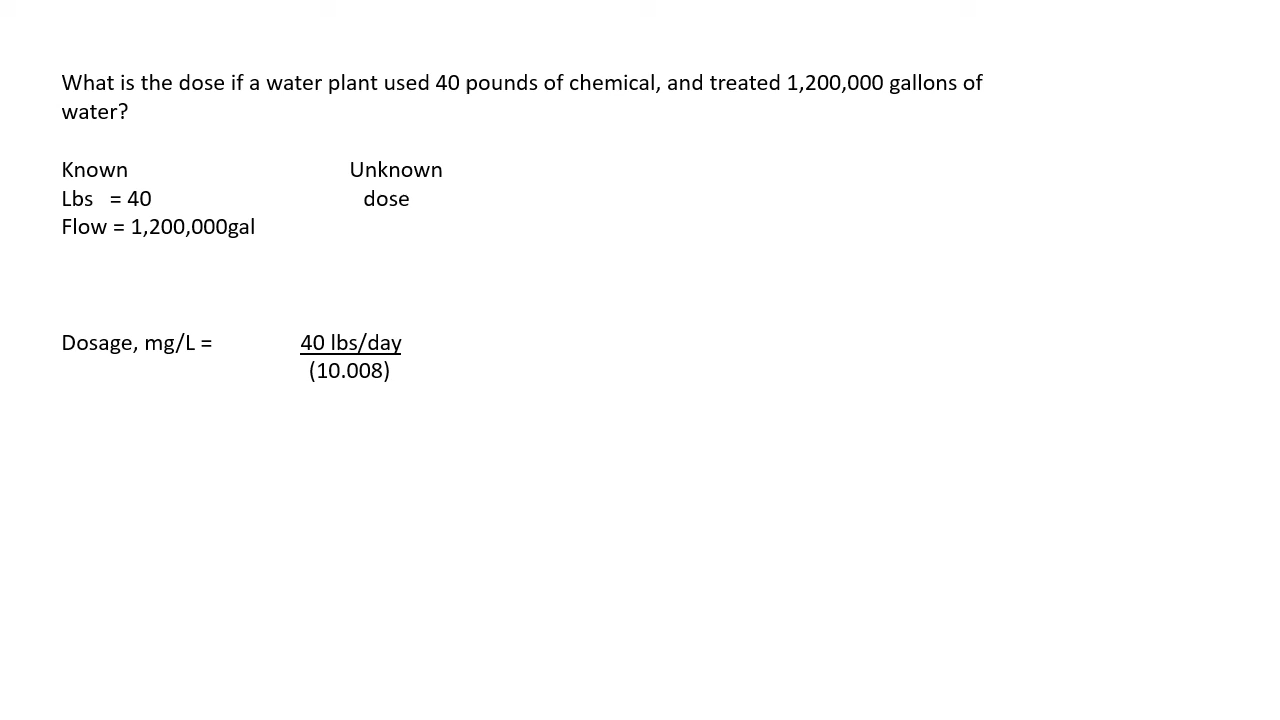 What is the dose if a water plant used 40 pounds of chemical, and treated 1,200,000 gallons of
water?
Known Unknown
Lbs = 40 dose
Flow = 1,200,000gal
Dosage, mg/L = 40 lbs/day
(10.008)